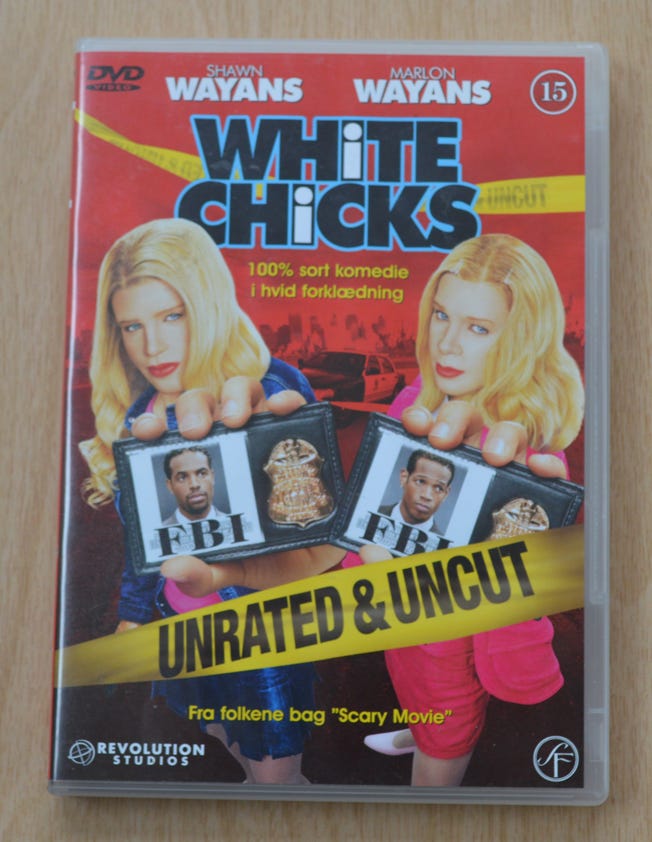 DVD
VIDEO
SHAWN
WAYANS
MARLON
WAYANS
15
WHiTE
CHiCKS
& UNCUT
100% sort komedie
i hvid forklædning
FBI
FBI
UNRATED & UNCUT
Fra folkene bag "Scary Movie"
REVOLUTION
STUDIOS
SF